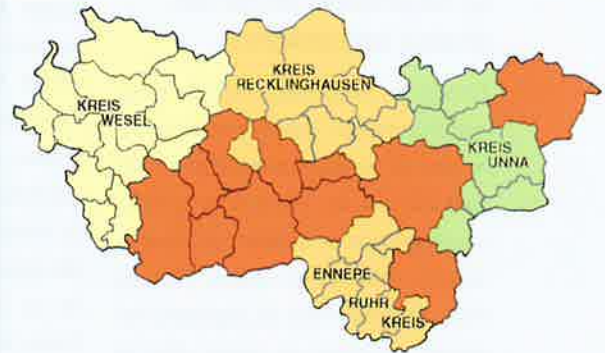 KREIS
WESEL
KREIS
RECKLINGHAUSEN
KREIS
UNNA
ENNEPE
RUHR
KREIS